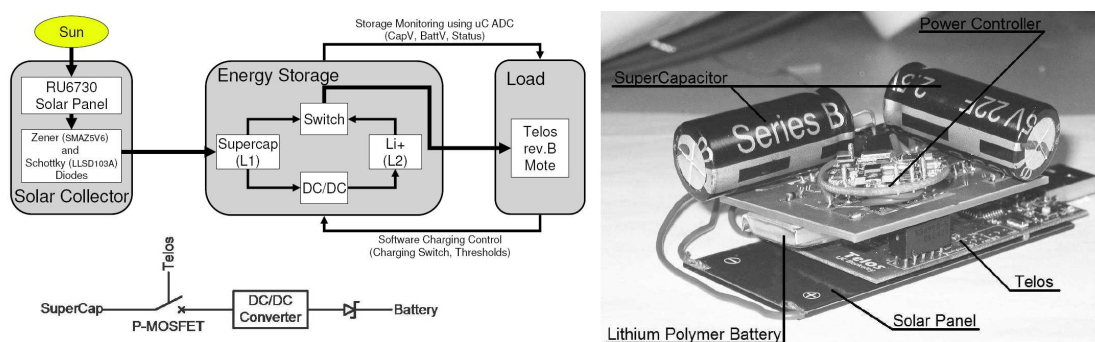 Storage Monitoring using uC ADC
(CapV, BattV, Status)
Sun
RU6730
Solar Panel
Zener (SMAZ5V6)
and
Schottky (LLSD103A)
Diodes
Solar Collector
Energy Storage
Switch
Supercap
(L1)
Li+
(L2)
DC/DC
Load
Telos
rev.B
Mote
Software Charging Control
(Charging Switch, Thresholds)
Telos
SuperCap
P-MOSFET
DC/DC
Converter
Battery
Power Controller
SuperCapacitor
Series B
B
2.5V 22F
Telos
Telos
Solar Panel
Lithium Polymer Battery